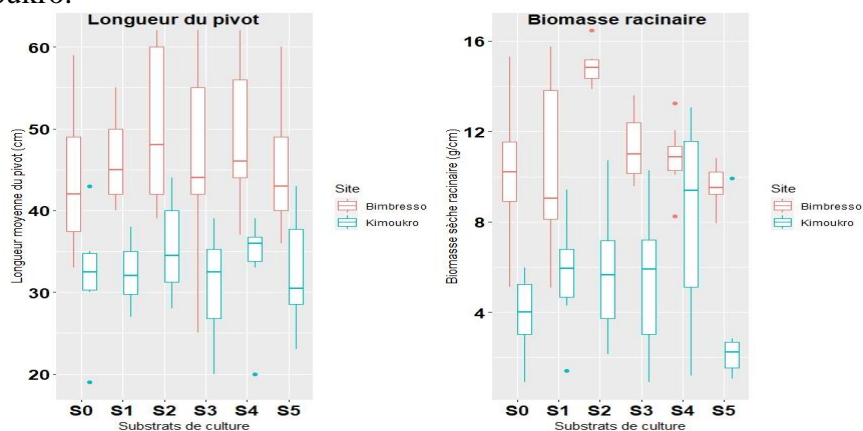 Longueur du pivot
Longueur moyenne du pivot (cm)
60
50
40
30
20
S0 S1 S2 S3 S4 S5
Substrats de culture
Site
Bimbresso
Kimoukro
Biomasse racinaire
Biomasse sèche racinaire (g/cm)
16
12
8
4
S0 S1 S2 S3 S4 S5
Substrats de culture
Site
Bimbresso
Kimoukro